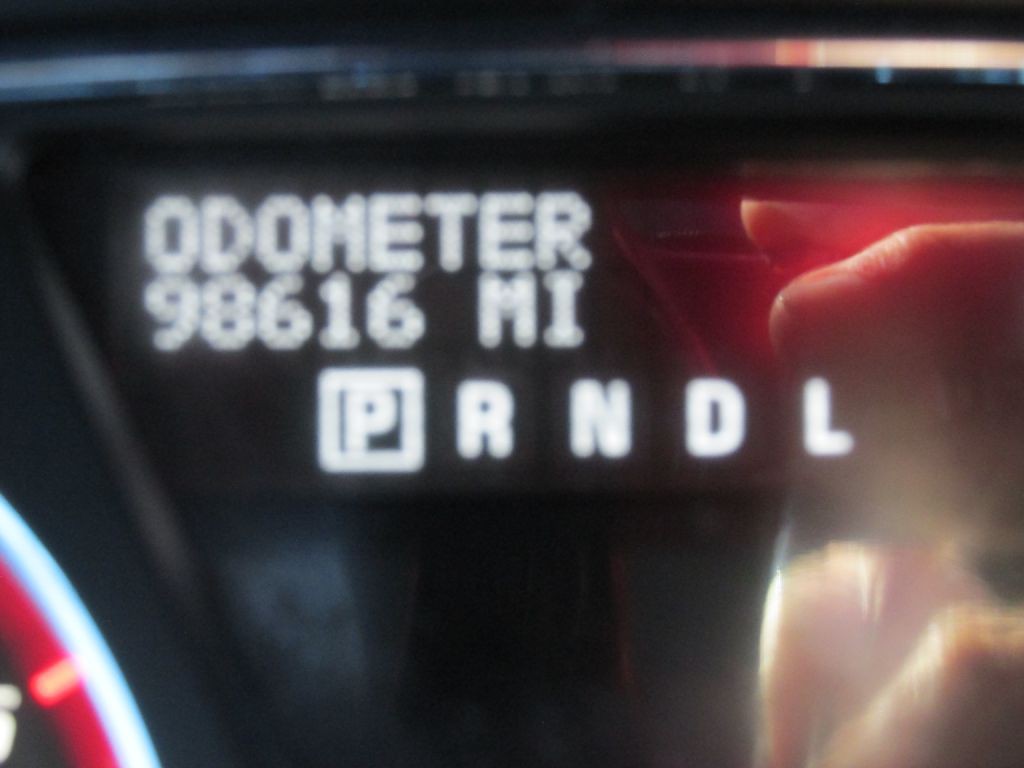 ODOMETER
98616 MI
P R N D L